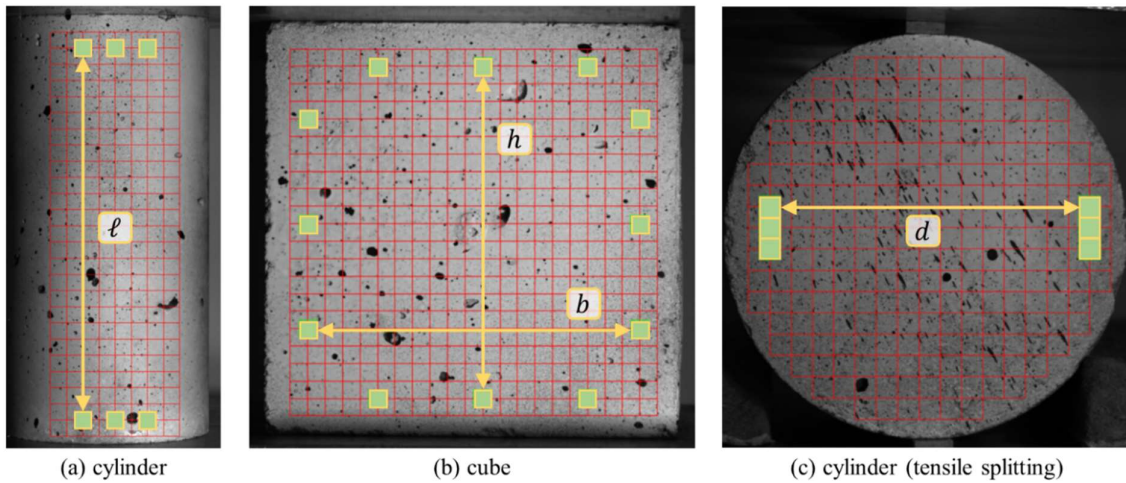 ℓ
h
b
d
(a) cylinder
(b) cube
(c) cylinder (tensile splitting)